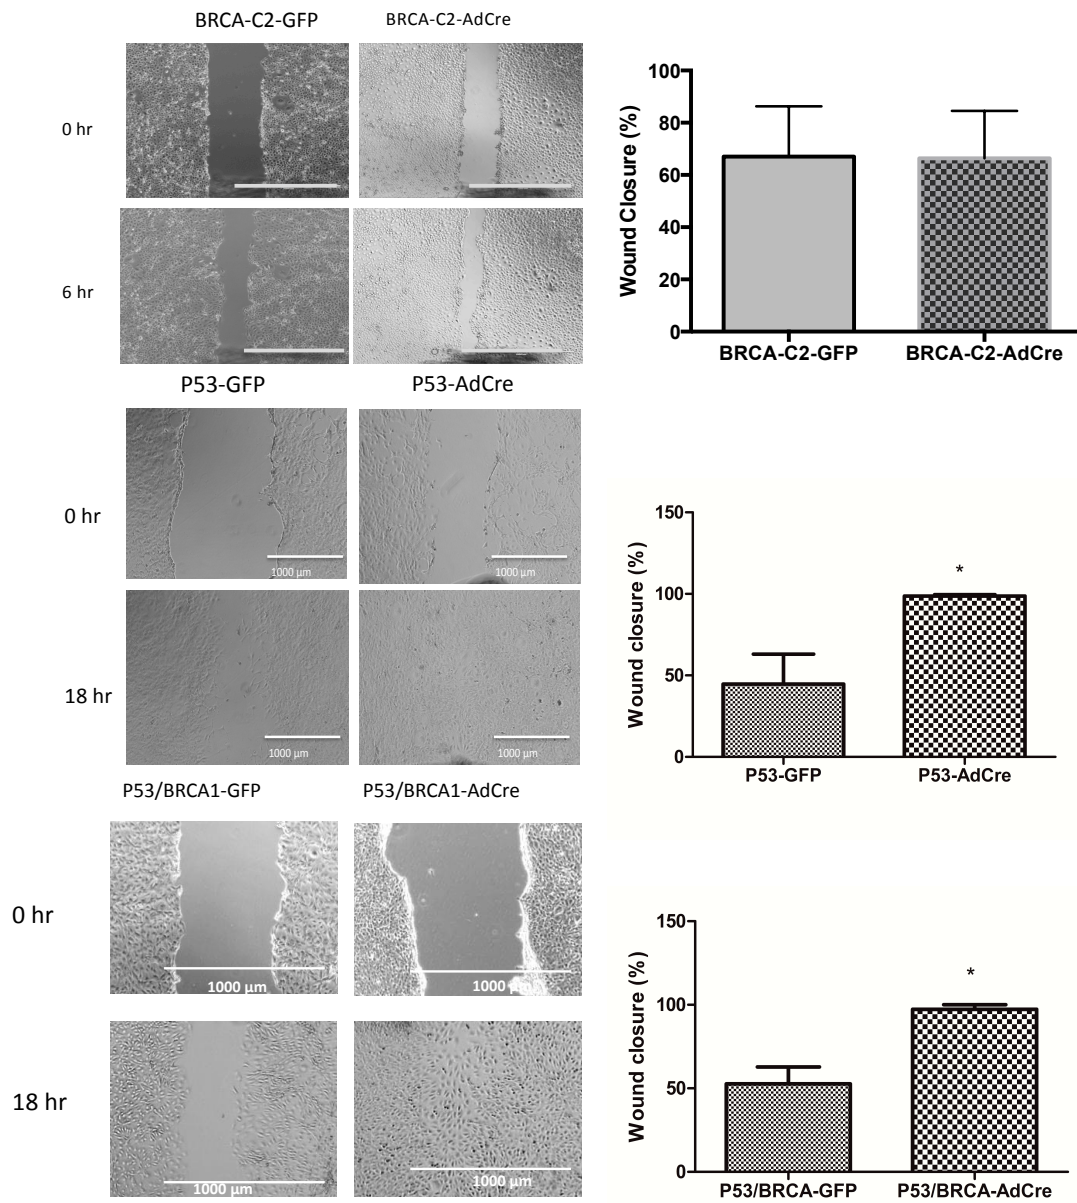 BRCA-C2-GFP
BRCA-C2-AdCre
0 hr
6 hr
Wound Closure (%)
100
80
60
40
20
0
BRCA-C2-GFP
BRCA-C2-AdCre
P53-GFP
P53-AdCre
0 hr
1000 µm
1000 µm
18 hr
1000 µm
1000 µm
Wound closure (%)
150
100
50
0
*
P53-GFP
P53-AdCre
P53/BRCA1-GFP
P53/BRCA1-AdCre
0 hr
1000 µm
1000 µm
18 hr
1000 µm
1000 µm
Wound closure (%)
150
100
50
0
*
P53/BRCA-GFP
P53/BRCA-AdCre